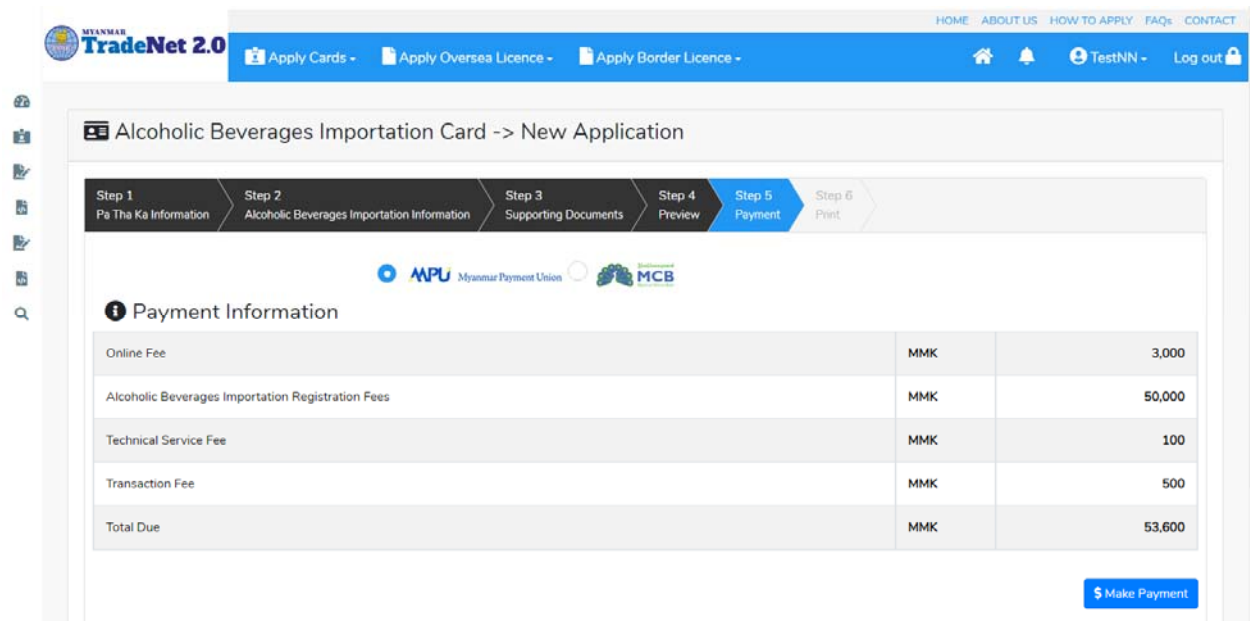 HOME ABOUT US HOW TO APPLY FAQs CONTACT
MYANMAR
TradeNet 2.0
Apply Cards Apply Oversea Licence Apply Border Licence TestNN Log out
Alcoholic Beverages Importation Card -> New Application
Step 1 Step 2 Step 3 Step 4 Step 5 Step 6
Pa Tha Ka Information Alcoholic Beverages Importation Information Supporting Documents Preview Payment Print
MPU Myanmar Payment Union MCB
Payment Information
Online Fee MMK 3,000
Alcoholic Beverages Importation Registration Fees MMK 50,000
Technical Service Fee MMK 100
Transaction Fee MMK 500
Total Due MMK 53,600
$ Make Payment